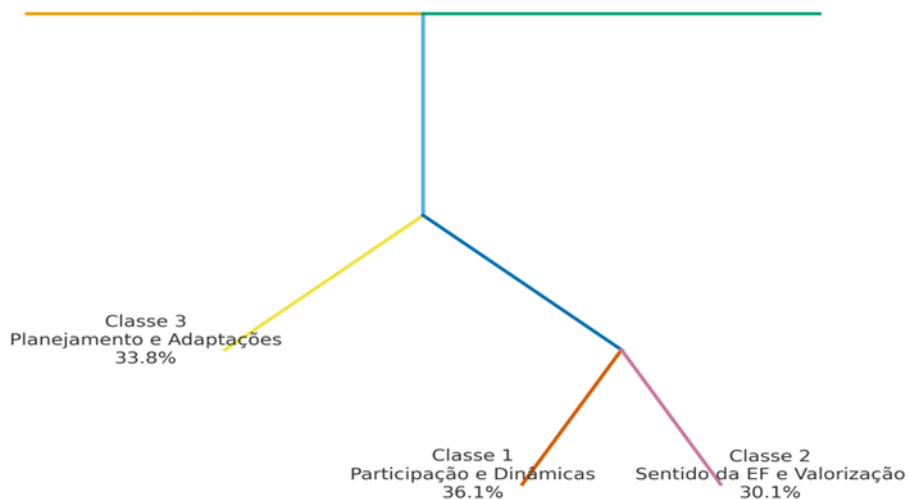 Classe 3
Planejamento e Adaptações
33.8%
Classe 1
Participação e Dinâmicas
36.1%
Classe 2
Sentido da EF e Valorização
30.1%